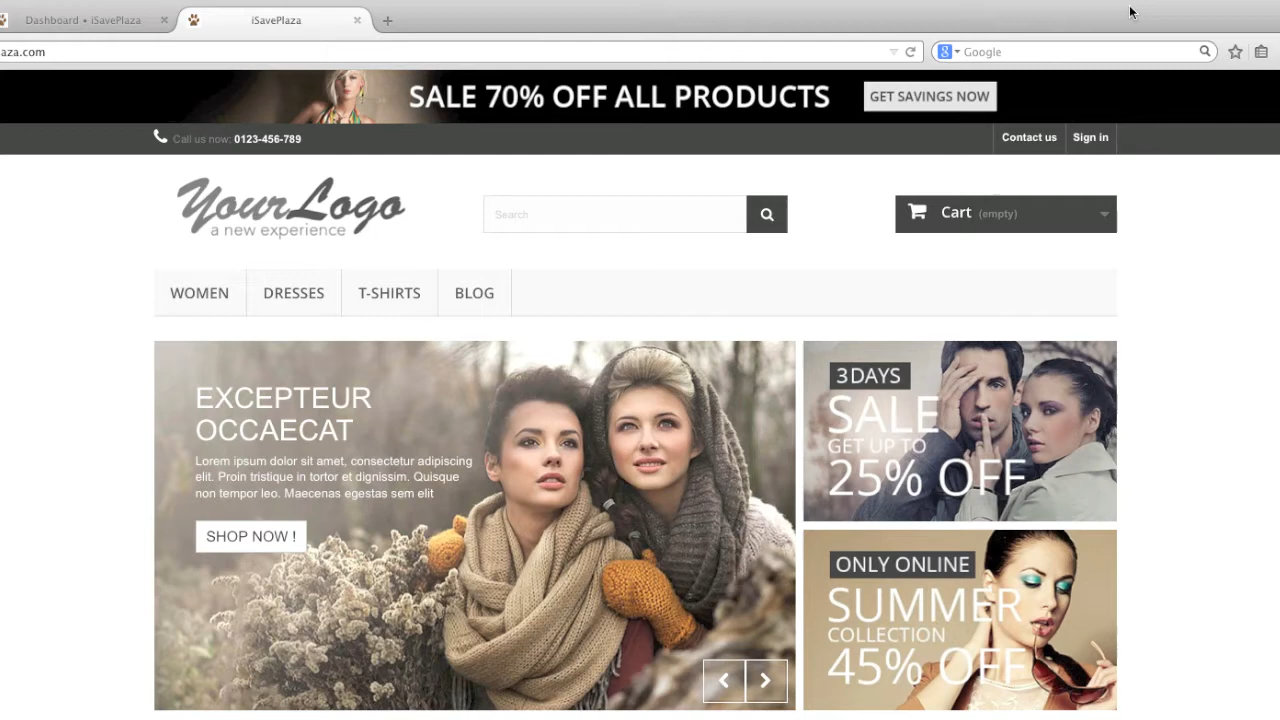 Dashboard • iSavePlaza
iSavePlaza
aza.com
Google
SALE 70% OFF ALL PRODUCTS
GET SAVINGS NOW
Call us now: 0123-456-789
Contact us
Sign in
YourLogo
a new experience
Search
Cart (empty)
WOMEN
DRESSES
T-SHIRTS
BLOG
EXCEPTEUR
OCCAECAT
Lorem ipsum dolor sit amet, consectetur adipiscing
elit. Proin tristique in tortor et dignissim. Quisque
non tempor leo. Maecenas egestas sem elit
SHOP NOW !
3 DAYS
SALE
GET UP TO
25% OFF
ONLY ONLINE
SUMMER
COLLECTION
45% OFF